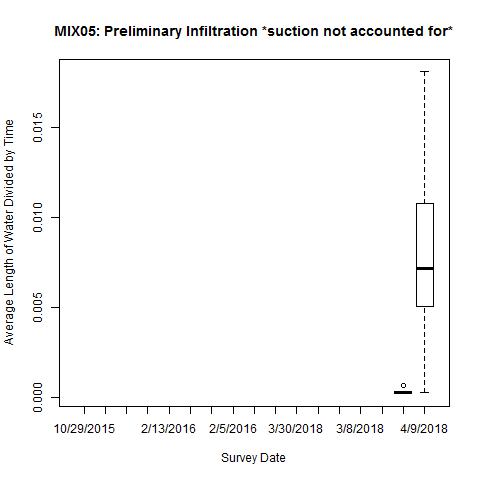 MIX05: Preliminary Infiltration *suction not accounted for*
Average Length of Water Divided by Time
0.015
0.010
0.005
0.000
10/29/2015 2/13/2016 2/5/2016 3/30/2018 3/8/2018 4/9/2018
Survey Date